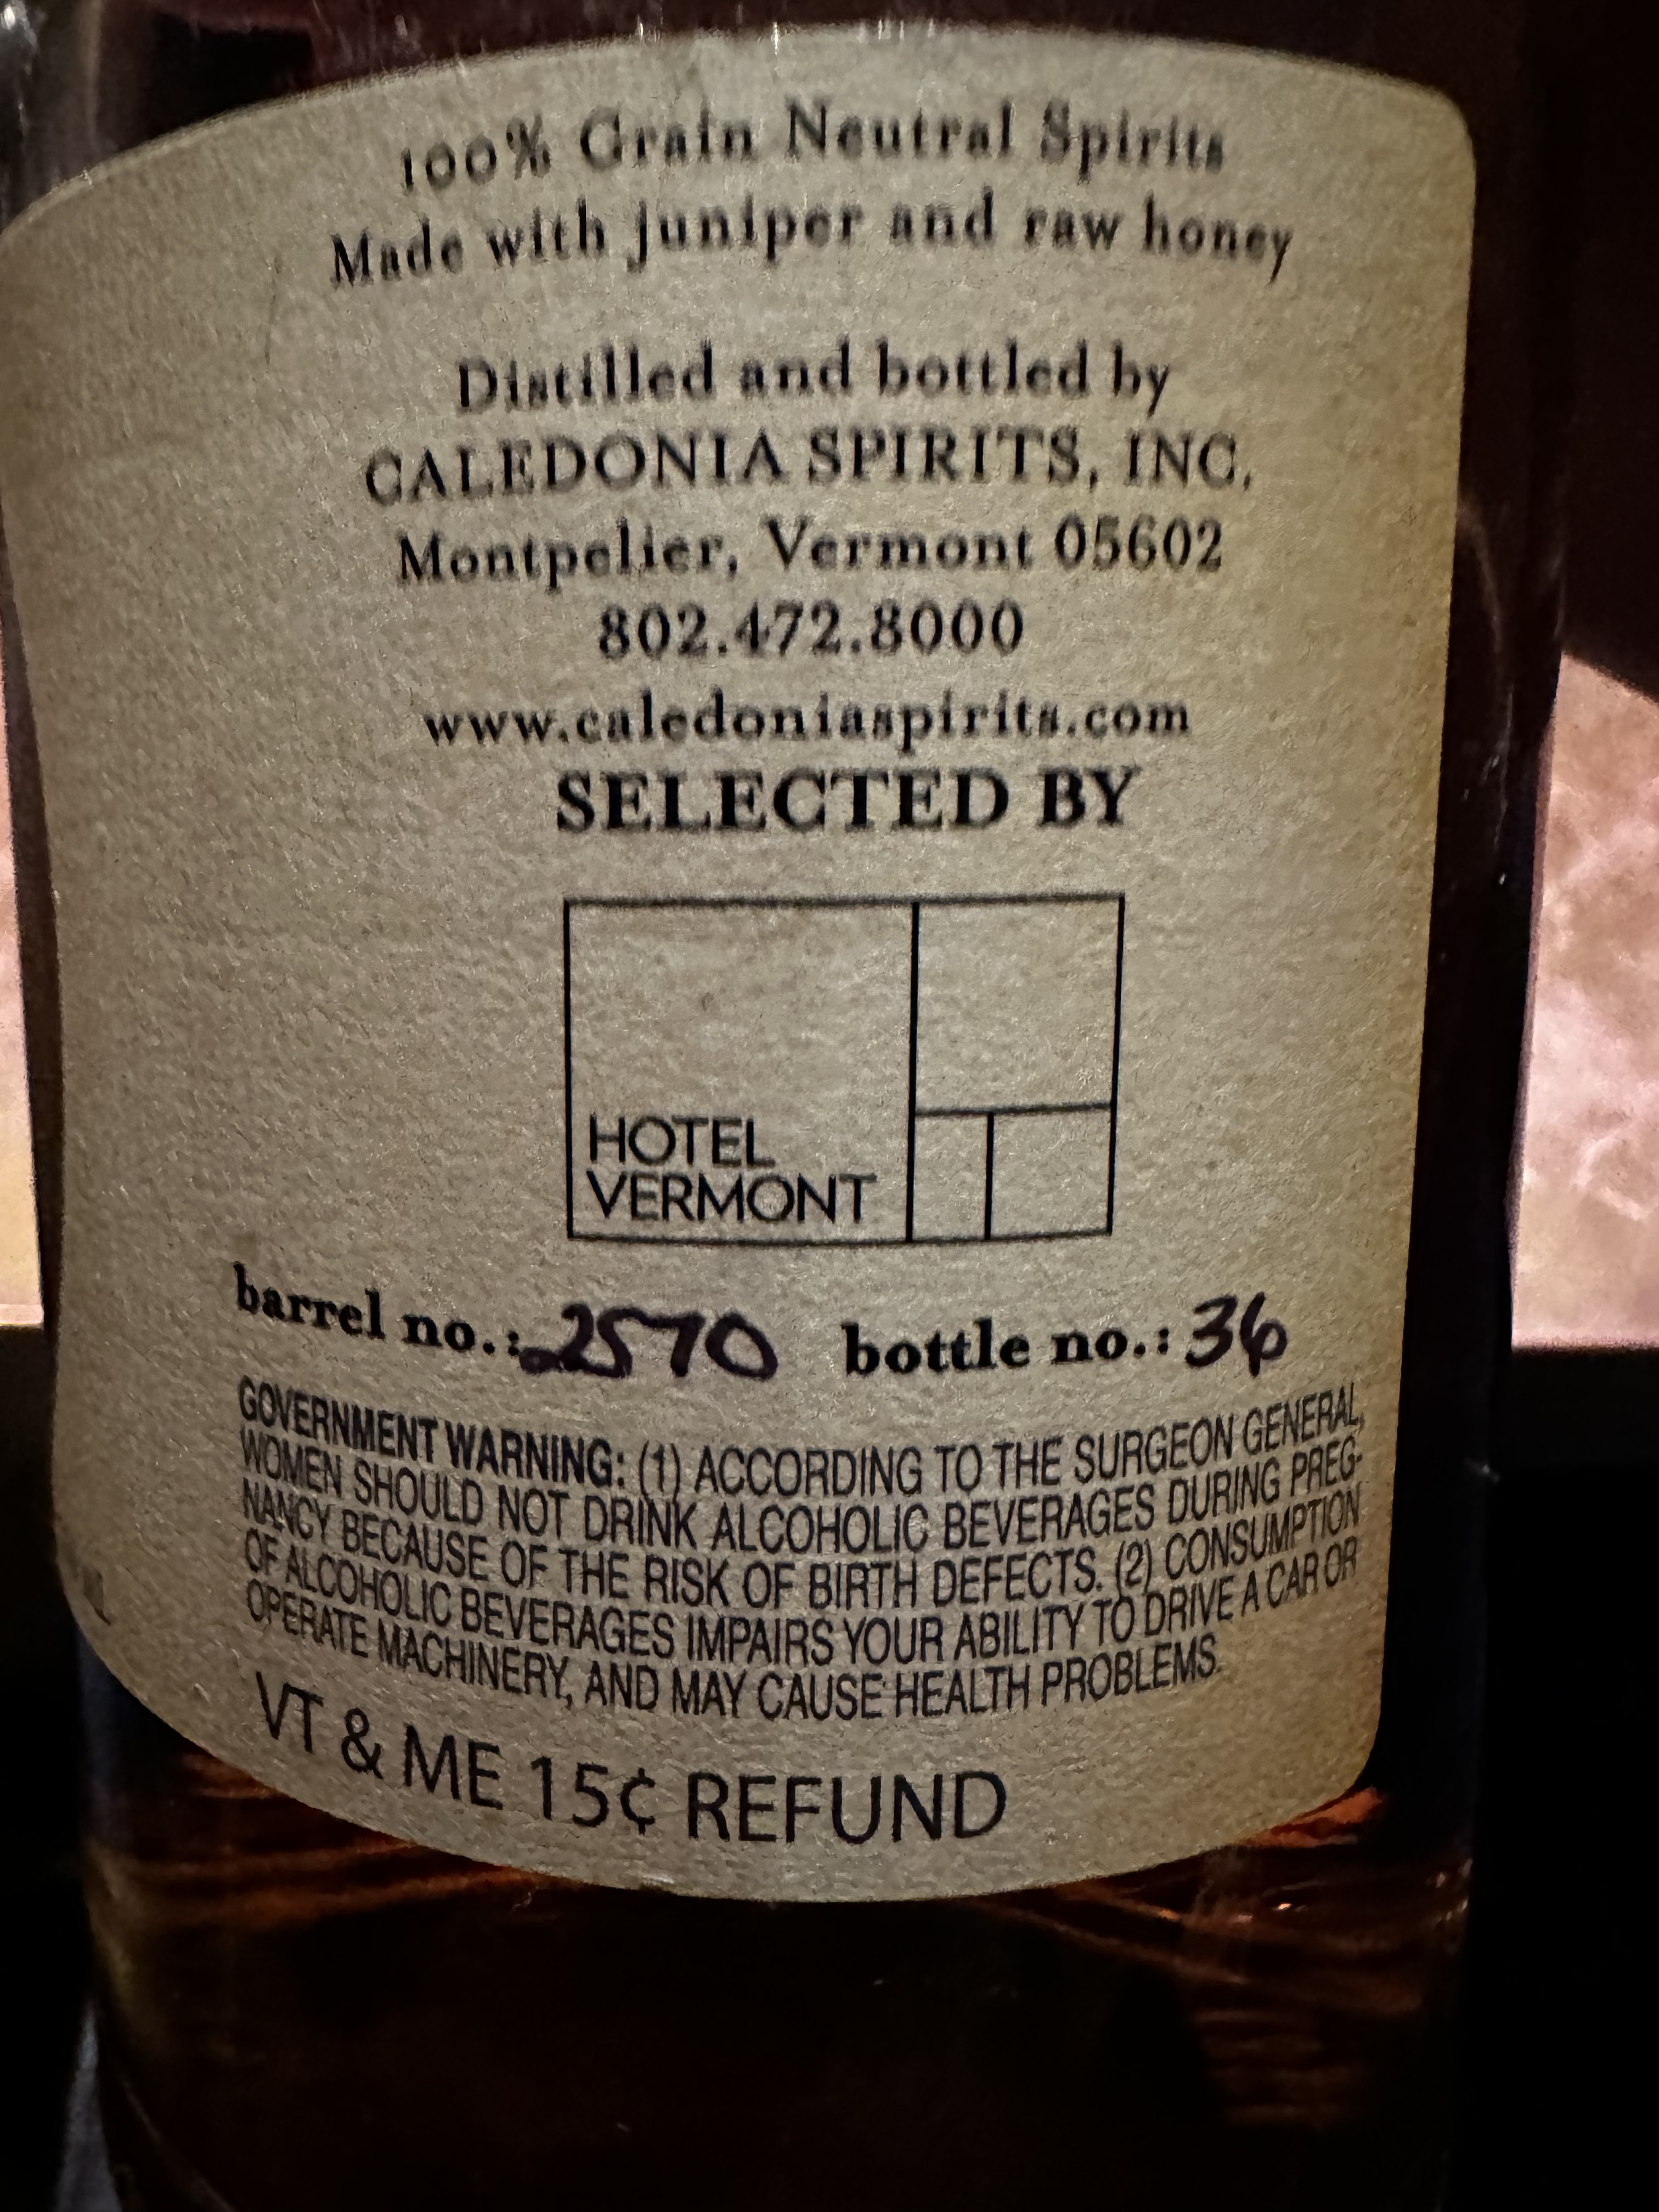 100% Grain Neutral Spirits
Made with juniper and raw honey
Distilled and bottled by
CALEDONIA SPIRITS, INC.
Montpelier, Vermont 05602
802.472.8000
www.caledoniaspirits.com
SELECTED BY
HOTEL
VERMONT
barrel no.: 2570 bottle no.: 36
GOVERNMENT WARNING: (1) ACCORDING TO THE SURGEON GENERAL,
WOMEN SHOULD NOT DRINK ALCOHOLIC BEVERAGES DURING PREG-
NANCY BECAUSE OF THE RISK OF BIRTH DEFECTS. (2) CONSUMPTION
OF ALCOHOLIC BEVERAGES IMPAIRS YOUR ABILITY TO DRIVE A CAR OR
OPERATE MACHINERY, AND MAY CAUSE HEALTH PROBLEMS.
VT & ME 15¢ REFUND